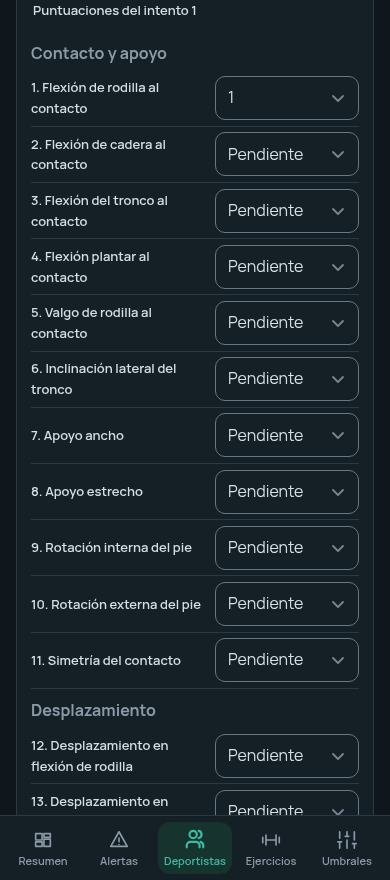 Puntuaciones del intento 1
Contacto y apoyo
1. Flexión de rodilla al
contacto
1
2. Flexión de cadera al
contacto
Pendiente
3. Flexión del tronco al
contacto
Pendiente
4. Flexión plantar al
contacto
Pendiente
5. Valgo de rodilla al
contacto
Pendiente
6. Inclinación lateral del
tronco
Pendiente
7. Apoyo ancho
Pendiente
8. Apoyo estrecho
Pendiente
9. Rotación interna del pie
Pendiente
10. Rotación externa del pie
Pendiente
11. Simetría del contacto
Pendiente
Desplazamiento
12. Desplazamiento en
flexión de rodilla
Pendiente
13. Desplazamiento en
Pendiente
Resumen
Alertas
Deportistas
Ejercicios
Umbrales